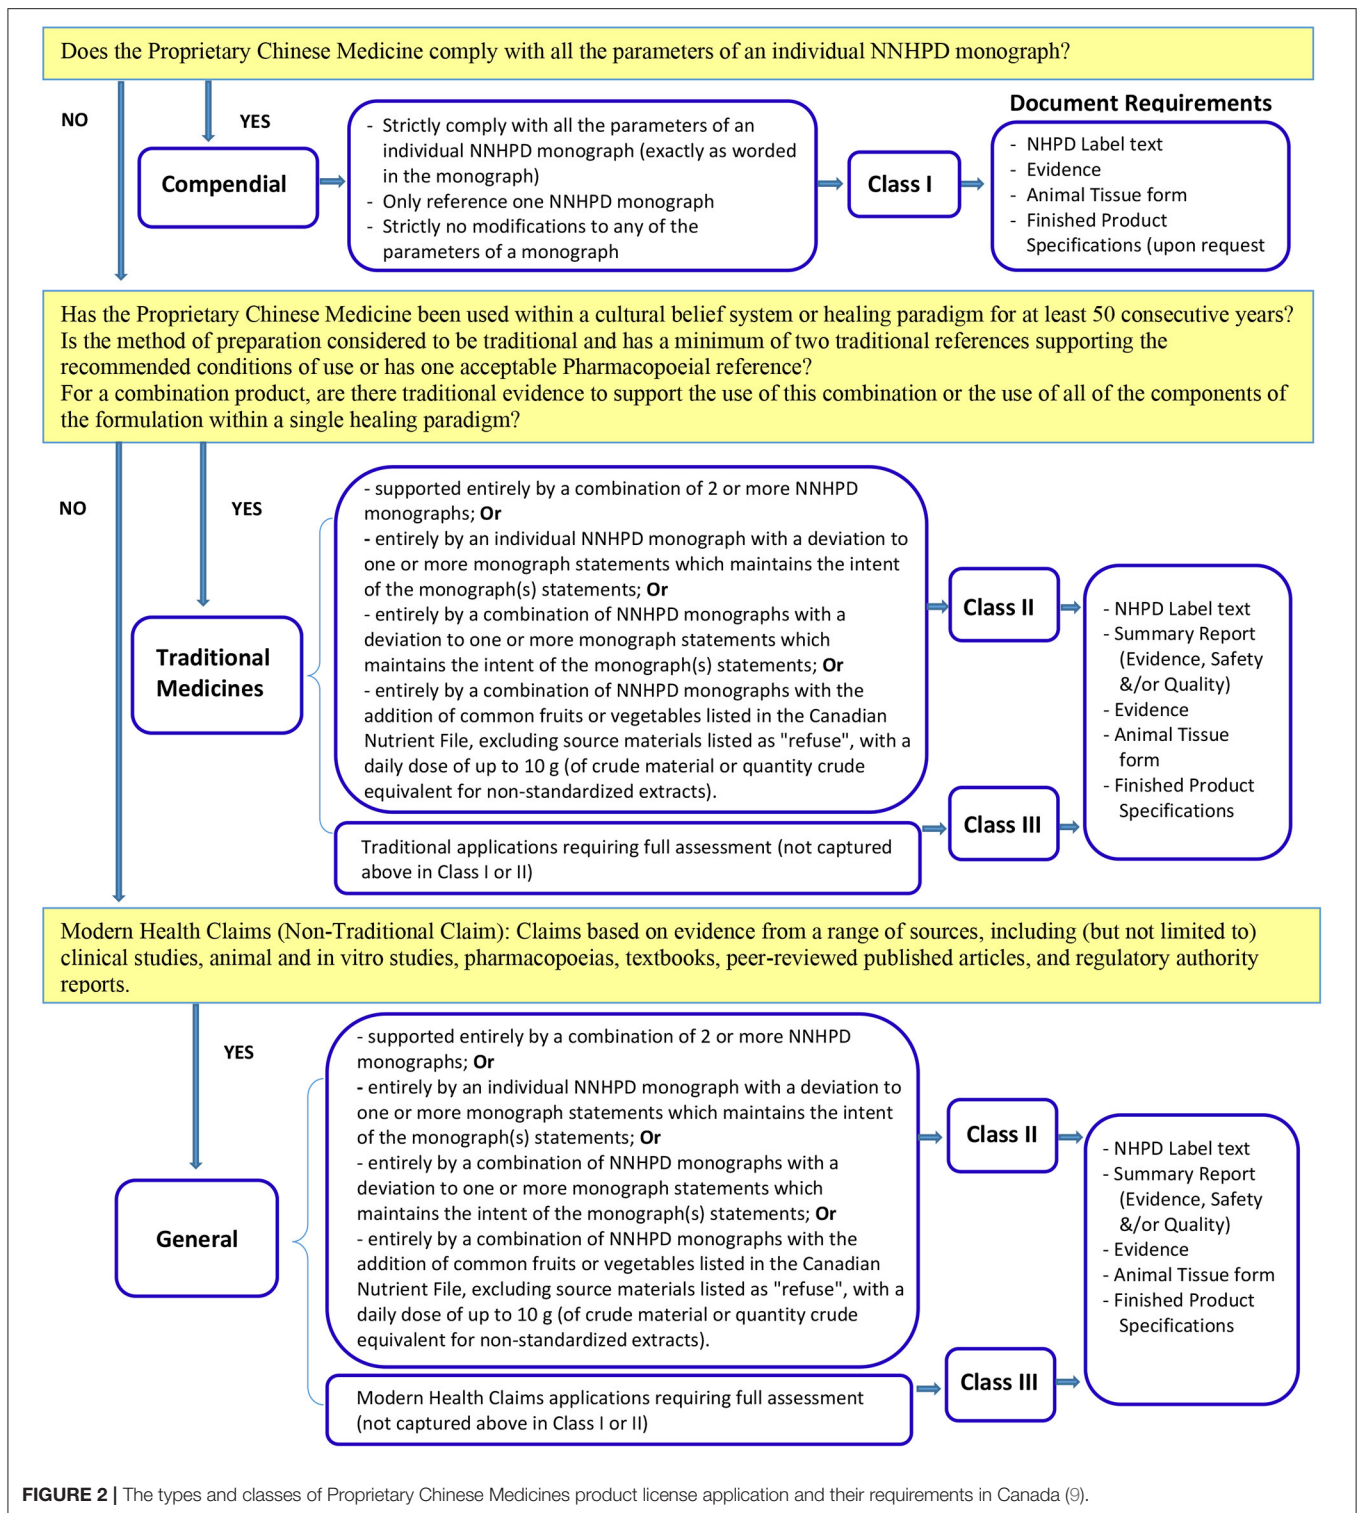 Does the Proprietary Chinese Medicine comply with all the parameters of an individual NNHPD monograph?
NO
YES
Compendial
- Strictly comply with all the parameters of an
individual NNHPD monograph (exactly as worded
in the monograph)
- Only reference one NNHPD monograph
- Strictly no modifications to any of the
parameters of a monograph
Class I
Document Requirements
- NHPD Label text
- Evidence
- Animal Tissue form
- Finished Product
Specifications (upon request
Has the Proprietary Chinese Medicine been used within a cultural belief system or healing paradigm for at least 50 consecutive years?
Is the method of preparation considered to be traditional and has a minimum of two traditional references supporting the
recommended conditions of use or has one acceptable Pharmacopoeial reference?
For a combination product, are there traditional evidence to support the use of this combination or the use of all of the components of
the formulation within a single healing paradigm?
NO
YES
Traditional
Medicines
- supported entirely by a combination of 2 or more NNHPD
monographs; Or
- entirely by an individual NNHPD monograph with a deviation to
one or more monograph statements which maintains the intent
of the monograph(s) statements; Or
- entirely by a combination of NNHPD monographs with a
deviation to one or more monograph statements which
maintains the intent of the monograph(s) statements; Or
- entirely by a combination of NNHPD monographs with the
addition of common fruits or vegetables listed in the Canadian
Nutrient File, excluding source materials listed as "refuse", with a
daily dose of up to 10 g (of crude material or quantity crude
equivalent for non-standardized extracts).
Class II
Traditional applications requiring full assessment (not captured
above in Class I or II)
Class III
- NHPD Label text
- Summary Report
(Evidence, Safety
&/or Quality)
- Evidence
- Animal Tissue
form
- Finished Product
Specifications
Modern Health Claims (Non-Traditional Claim): Claims based on evidence from a range of sources, including (but not limited to)
clinical studies, animal and in vitro studies, pharmacopoeias, textbooks, peer-reviewed published articles, and regulatory authority
reports.
YES
General
- supported entirely by a combination of 2 or more NNHPD
monographs; Or
- entirely by an individual NNHPD monograph with a deviation to
one or more monograph statements which maintains the intent
of the monograph(s) statements; Or
- entirely by a combination of NNHPD monographs with a
deviation to one or more monograph statements which
maintains the intent of the monograph(s) statements; Or
- entirely by a combination of NNHPD monographs with the
addition of common fruits or vegetables listed in the Canadian
Nutrient File, excluding source materials listed as "refuse", with a
daily dose of up to 10 g (of crude material or quantity crude
equivalent for non-standardized extracts).
Class II
Modern Health Claims applications requiring full assessment
(not captured above in Class I or II)
Class III
- NHPD Label text
- Summary Report
(Evidence, Safety
&/or Quality)
- Evidence
- Animal Tissue form
- Finished Product
Specifications
FIGURE 2 | The types and classes of Proprietary Chinese Medicines product license application and their requirements in Canada (9).